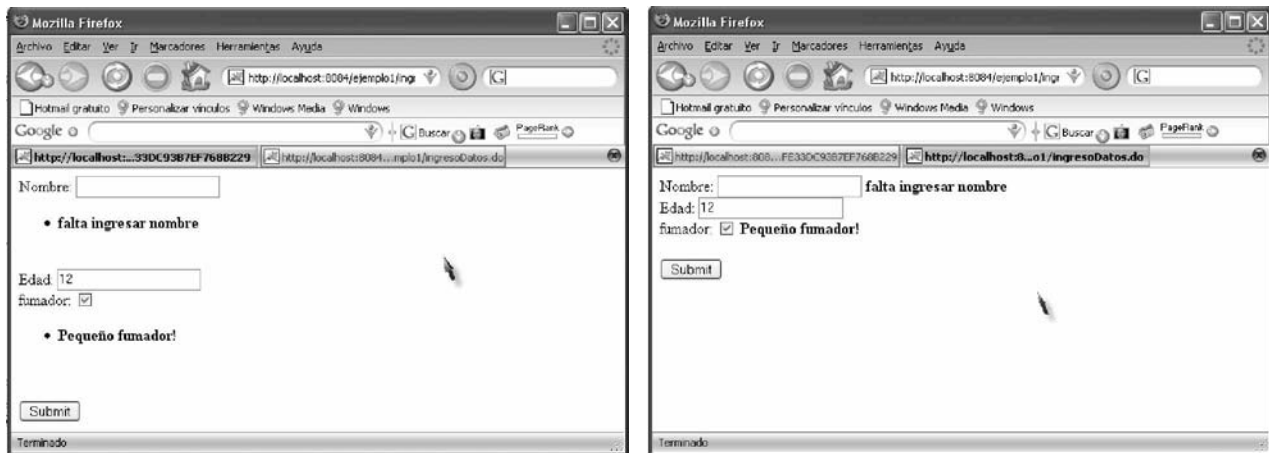 Mozilla Firefox
Archivo Editar Ver Ir Marcadores Herramientas Ayuda
http://localhost:8084/ejemplo1/ingr
G
Hotmail gratuito Personalizar vínculos Windows Media Windows
Google
Buscar PageRank
http://localhost:...33DC93B7EF768B229 http://localhost:8084...mplo1/ingresoDatos.do
Nombre:
• falta ingresar nombre
Edad: 12
fumador:
• Pequeño fumador!
Submit
Terminado
Mozilla Firefox
Archivo Editar Ver Ir Marcadores Herramientas Ayuda
http://localhost:8084/ejemplo1/ingr
G
Hotmail gratuito Personalizar vínculos Windows Media Windows
Google
Buscar PageRank
http://localhost:808...FE33DC93B7EF768B229 http://localhost:8...o1/ingresoDatos.do
Nombre: falta ingresar nombre
Edad: 12
fumador: Pequeño fumador!
Submit
Terminado